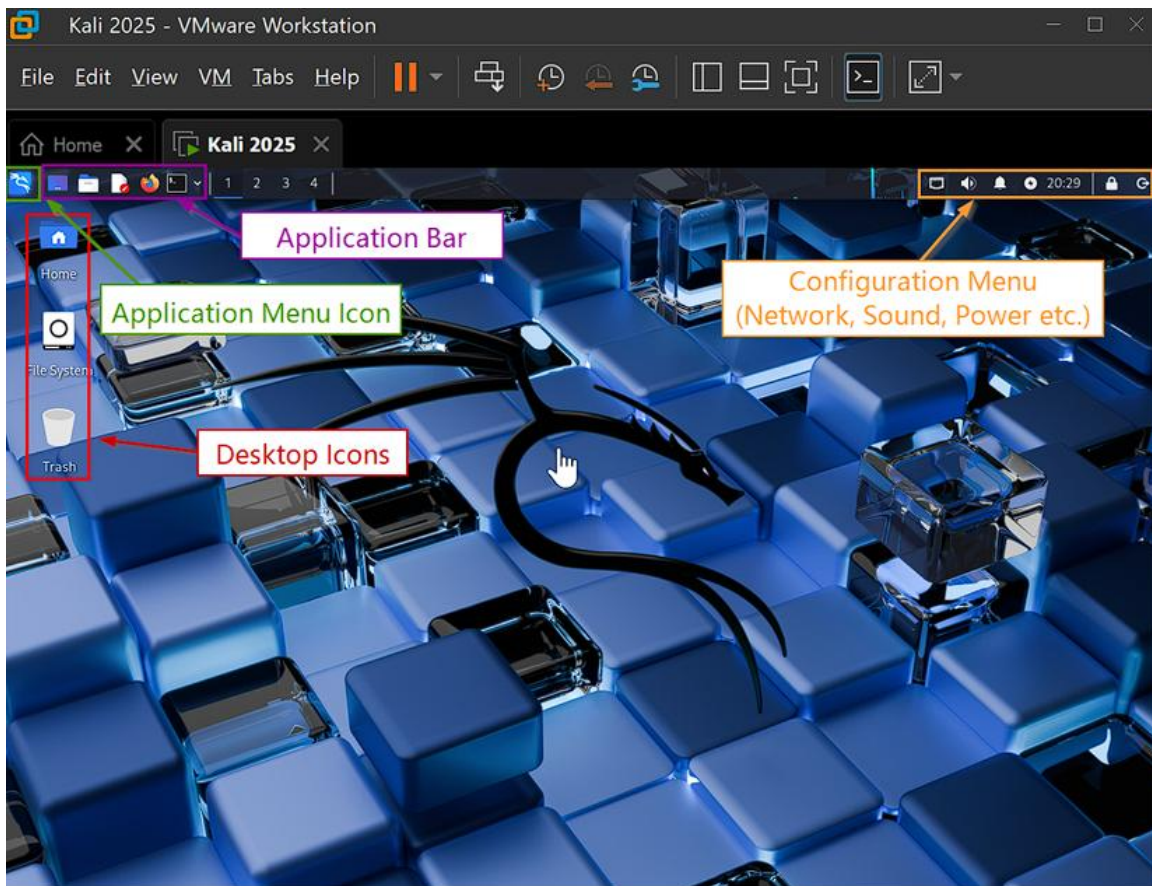 Kali 2025 - VMware Workstation
File Edit View VM Tabs Help
Home
Kali 2025
1 2 3 4
20:29
Application Bar
Home
Configuration Menu
(Network, Sound, Power etc.)
Application Menu Icon
File System
Desktop Icons
Trash